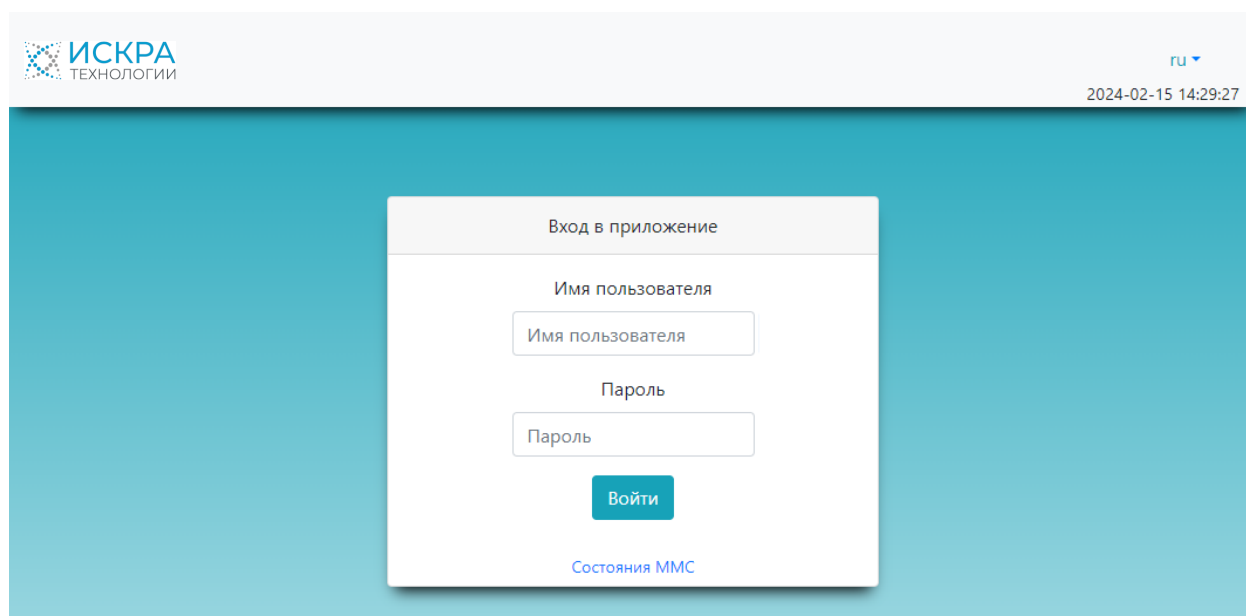 ИСКРА
ТЕХНОЛОГИИ
ru
2024-02-15 14:29:27
Вход в приложение
Имя пользователя
Имя пользователя
Пароль
Пароль
Войти
Состояния ММС